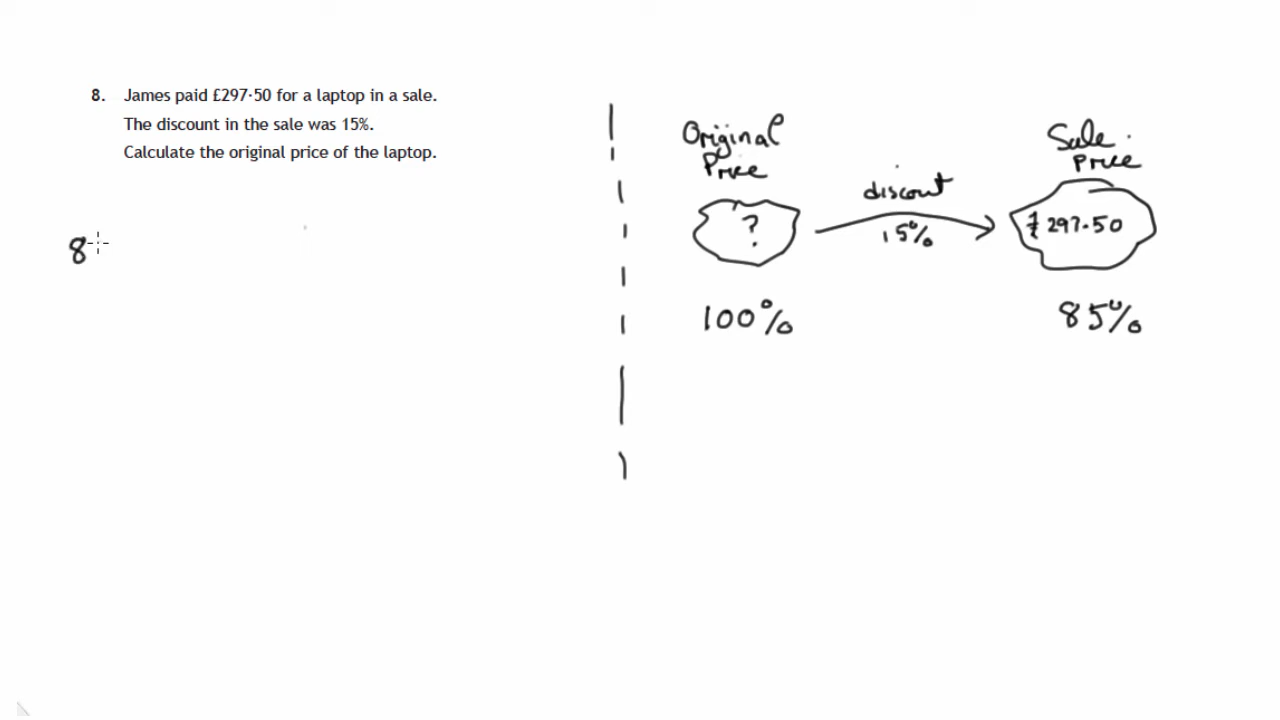 8. James paid £297·50 for a laptop in a sale.
The discount in the sale was 15%.
Calculate the original price of the laptop.
8
Original
Price
?
100%
discount
15%
Sale
Price
£297.50
85%